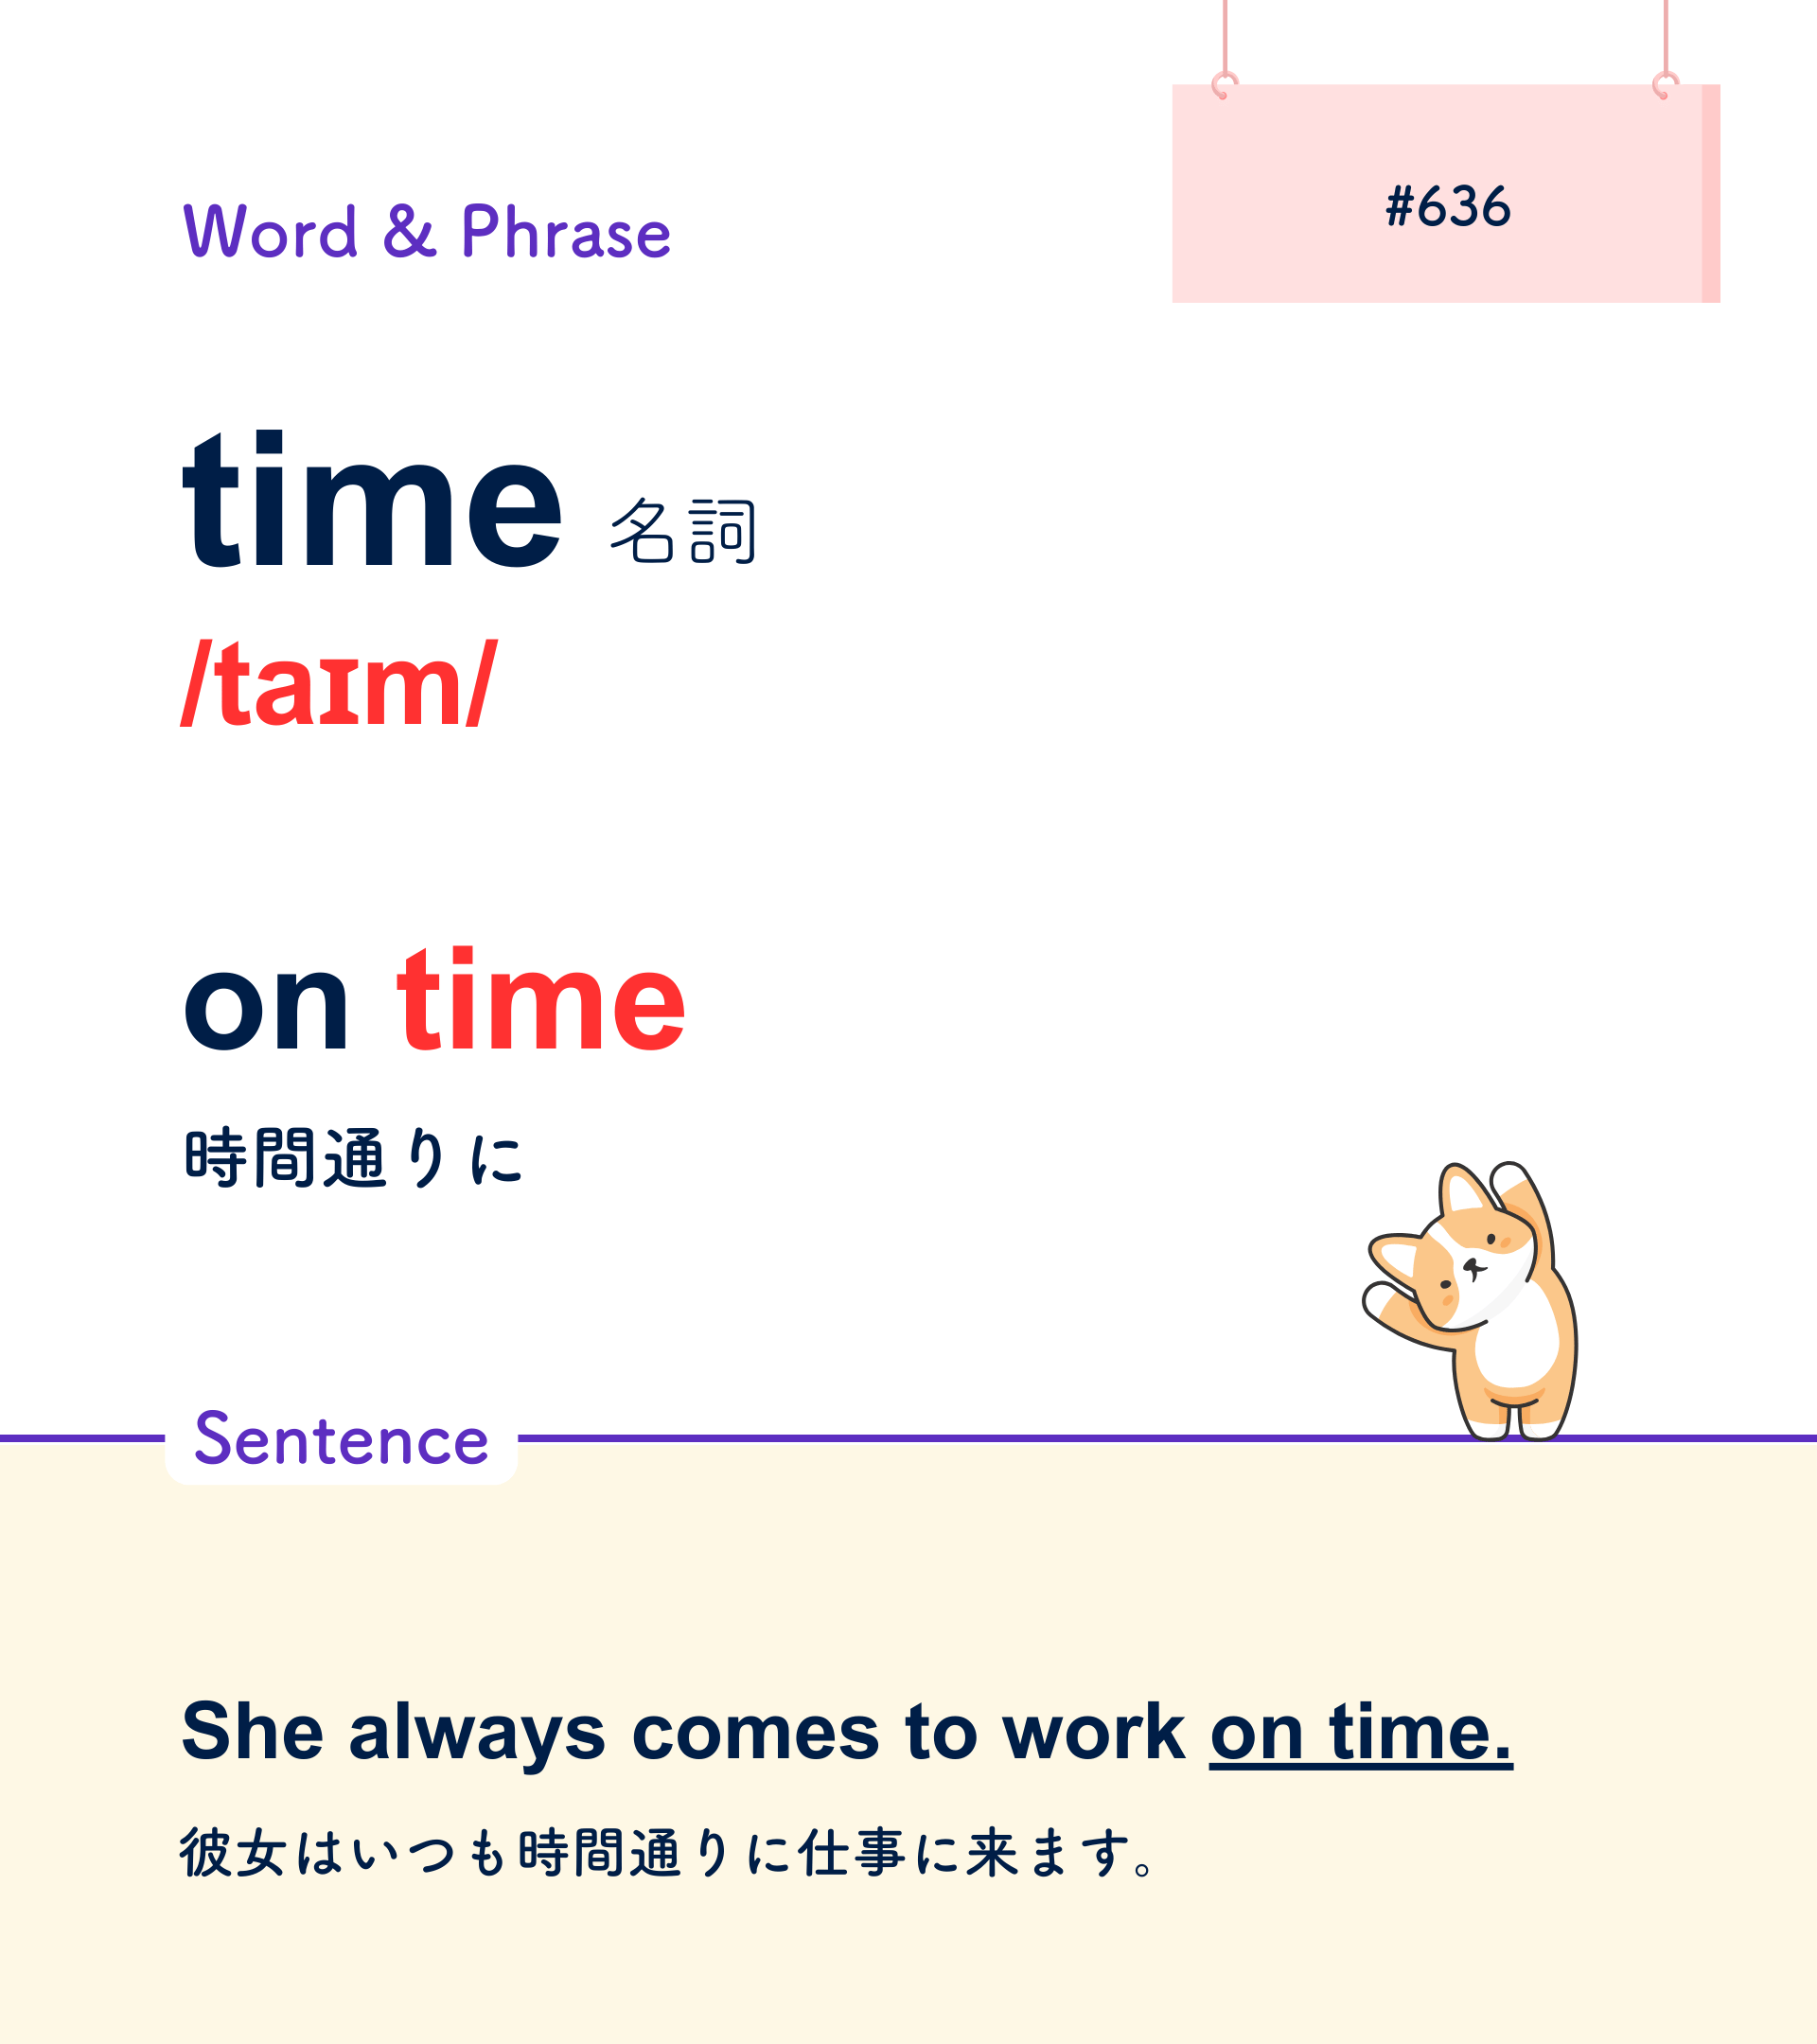 #636
Word & Phrase
time 名詞
/taɪm/
on time
時間通りに
Sentence
She always comes to work on time.
彼女はいつも時間通りに仕事に来ます。